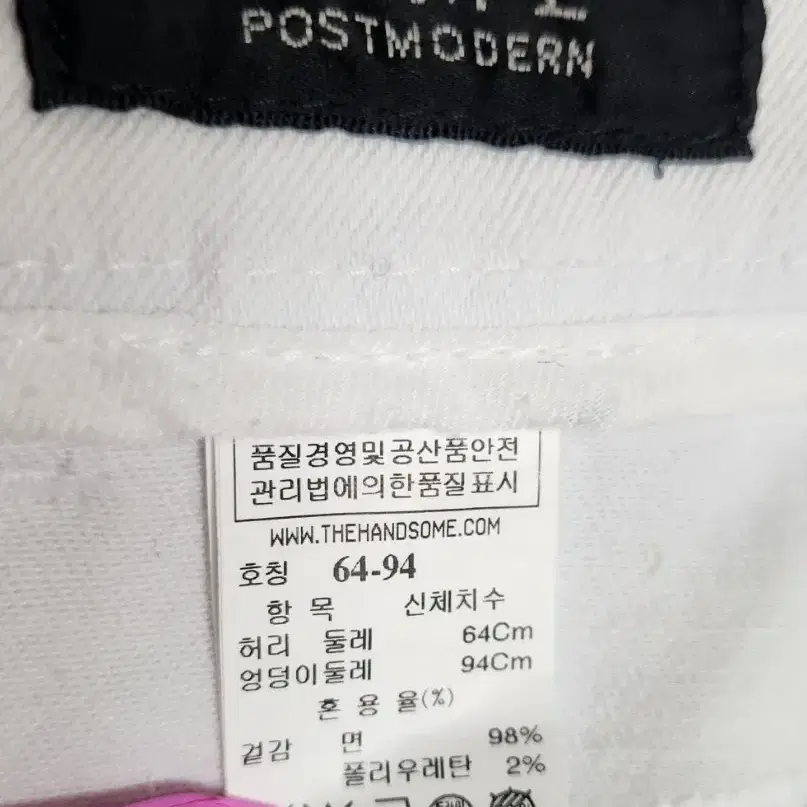 POSTMODERN
품질경영및공산품안전
관리법에의한품질표시
WWW.THEHANDSOME.COM
호칭 64-94
항 목 신체치수
허리 둘레 64Cm
엉덩이둘레 94Cm
혼 용 율(%)
겉감 면 98%
폴리우레탄 2%